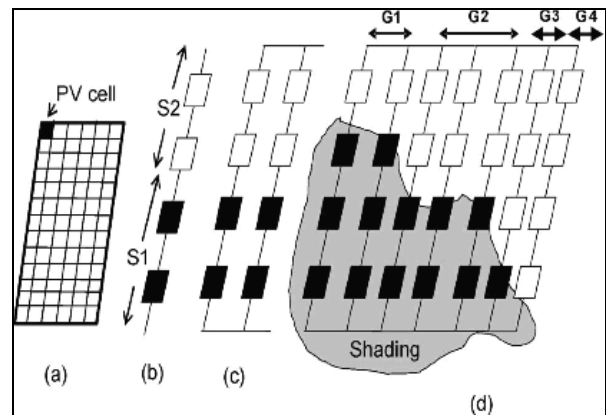 G1 G2 G3 G4
PV cell
S2
S1
Shading
(a) (b) (c) (d)